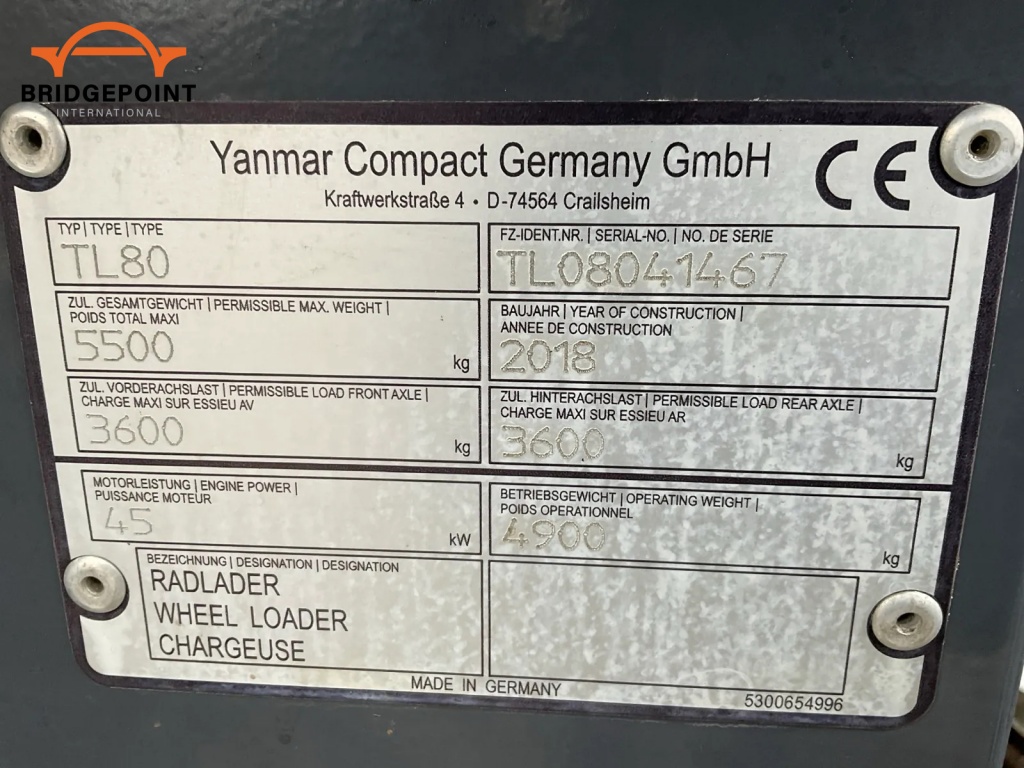 BRIDGEPOINT
INTERNATIONAL
Yanmar Compact Germany GmbH
Kraftwerkstraße 4 • D-74564 Crailsheim
CE
TYP | TYPE | TYPE
TL80
FZ-IDENT.NR. | SERIAL-NO. | NO. DE SERIE
TL08041467
ZUL. GESAMTGEWICHT | PERMISSIBLE MAX. WEIGHT |
POIDS TOTAL MAXI
5500 kg
BAUJAHR | YEAR OF CONSTRUCTION |
ANNEE DE CONSTRUCTION
2018
ZUL. VORDERACHSLAST | PERMISSIBLE LOAD FRONT AXLE |
CHARGE MAXI SUR ESSIEU AV
3600 kg
ZUL. HINTERACHSLAST | PERMISSIBLE LOAD REAR AXLE |
CHARGE MAXI SUR ESSIEU AR
3600 kg
MOTORLEISTUNG | ENGINE POWER |
PUISSANCE MOTEUR
45 kW
BETRIEBSGEWICHT | OPERATING WEIGHT |
POIDS OPERATIONNEL
4900 kg
BEZEICHNUNG | DESIGNATION | DESIGNATION
RADLADER
WHEEL LOADER
CHARGEUSE
MADE IN GERMANY
5300654996